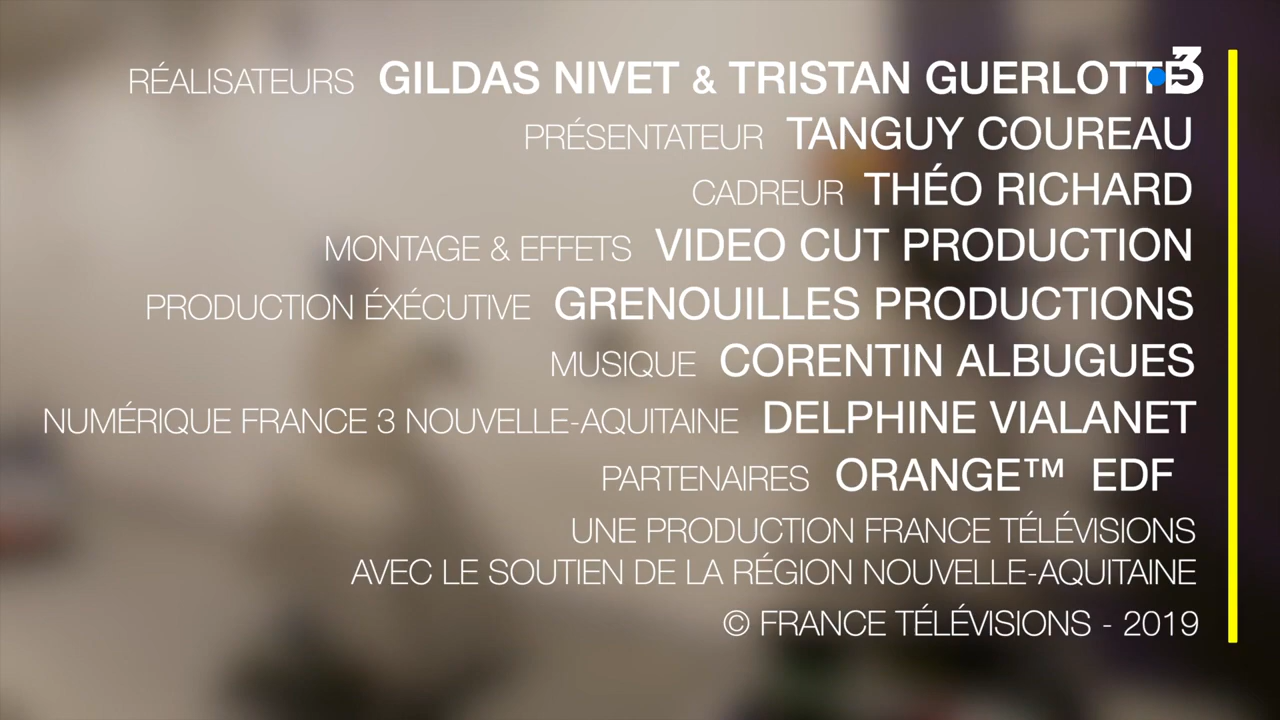 RÉALISATEURS GILDAS NIVET & TRISTAN GUERLOTTE
3
PRÉSENTATEUR TANGUY COUREAU
CADREUR THÉO RICHARD
MONTAGE & EFFETS VIDEO CUT PRODUCTION
PRODUCTION ÉXÉCUTIVE GRENOUILLES PRODUCTIONS
MUSIQUE CORENTIN ALBUGUES
NUMÉRIQUE FRANCE 3 NOUVELLE-AQUITAINE DELPHINE VIALANET
PARTENAIRES ORANGE™ EDF
UNE PRODUCTION FRANCE TÉLÉVISIONS
AVEC LE SOUTIEN DE LA RÉGION NOUVELLE-AQUITAINE
© FRANCE TÉLÉVISIONS - 2019